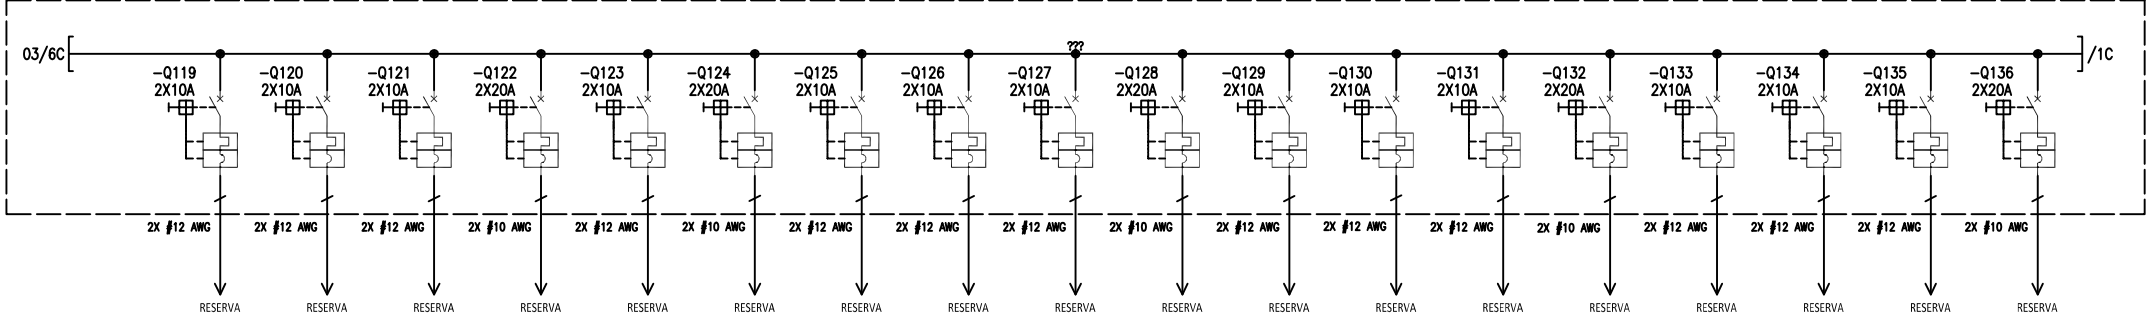 ???
03/6C
/1C
-Q119 -Q120 -Q121 -Q122 -Q123 -Q124 -Q125 -Q126 -Q127 -Q128 -Q129 -Q130 -Q131 -Q132 -Q133 -Q134 -Q135 -Q136
2X10A 2X10A 2X10A 2X20A 2X10A 2X20A 2X10A 2X10A 2X10A 2X20A 2X10A 2X10A 2X10A 2X20A 2X10A 2X10A 2X10A 2X20A
2X #12 AWG 2X #12 AWG 2X #12 AWG 2X #10 AWG 2X #12 AWG 2X #10 AWG 2X #12 AWG 2X #12 AWG 2X #12 AWG 2X #10 AWG 2X #12 AWG 2X #12 AWG 2X #12 AWG 2X #10 AWG 2X #12 AWG 2X #12 AWG 2X #12 AWG 2X #10 AWG
RESERVA RESERVA RESERVA RESERVA RESERVA RESERVA RESERVA RESERVA RESERVA RESERVA RESERVA RESERVA RESERVA RESERVA RESERVA RESERVA RESERVA RESERVA